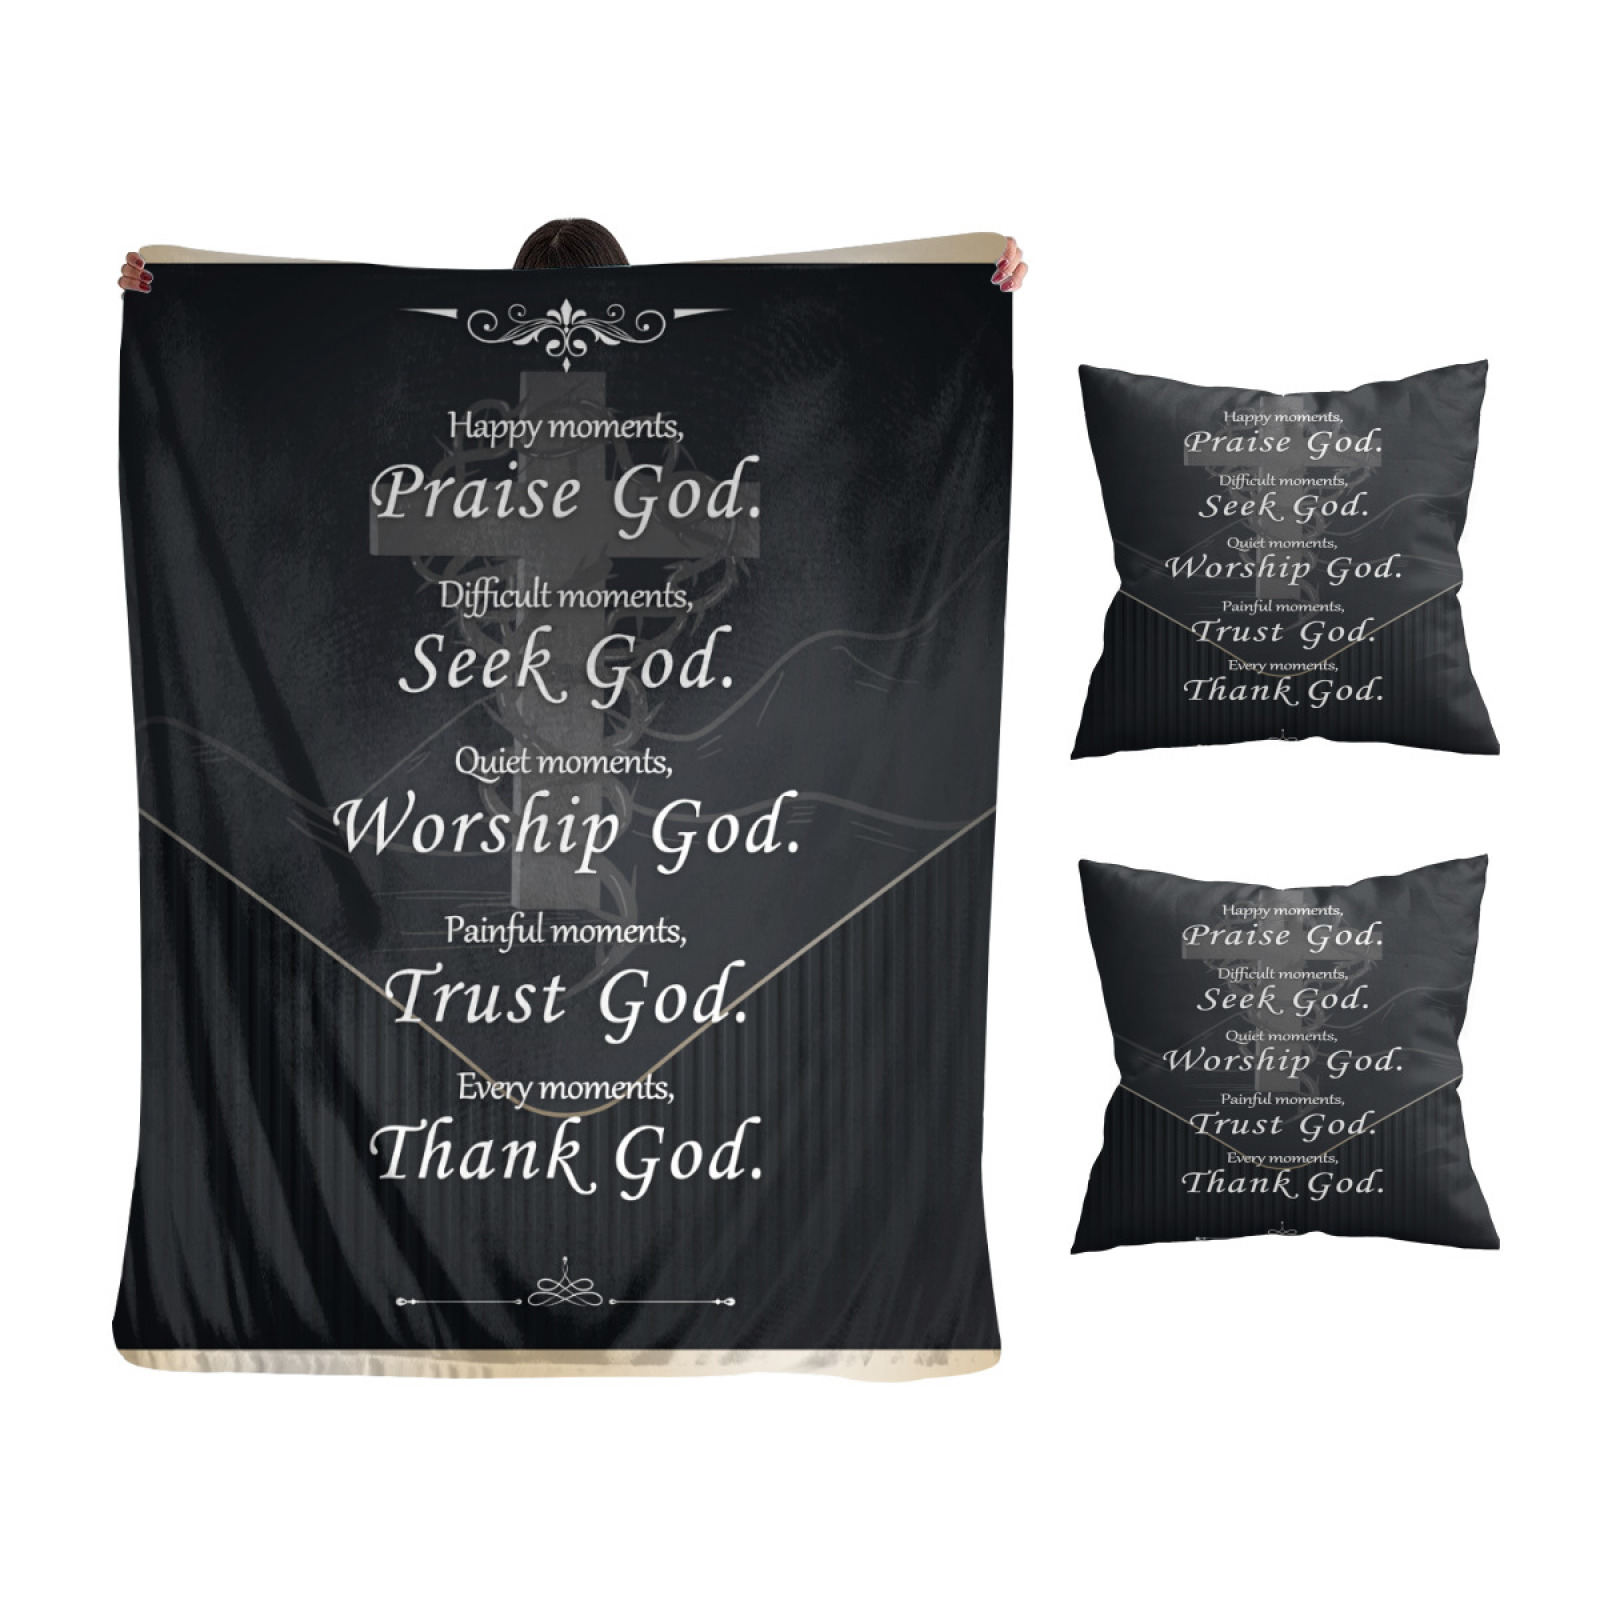 Happy moments,
Praise God.
Difficult moments,
Seek God.
Quiet moments,
Worship God.
Painful moments,
Trust God.
Every moments,
Thank God.
Happy moments,
Praise God.
Difficult moments,
Seek God.
Quiet moments,
Worship God.
Painful moments,
Trust God.
Every moments,
Thank God.
Happy moments,
Praise God.
Difficult moments,
Seek God.
Quiet moments,
Worship God.
Painful moments,
Trust God.
Every moments,
Thank God.